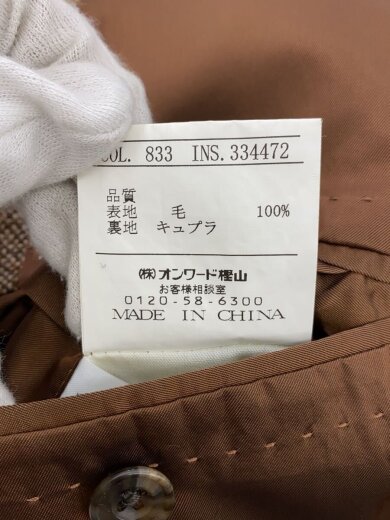 COL. 833 INS. 334472
品質
表地 毛 100%
裏地 キュプラ
(株)オンワード樫山
お客様相談室
0120-58-6300
MADE IN CHINA